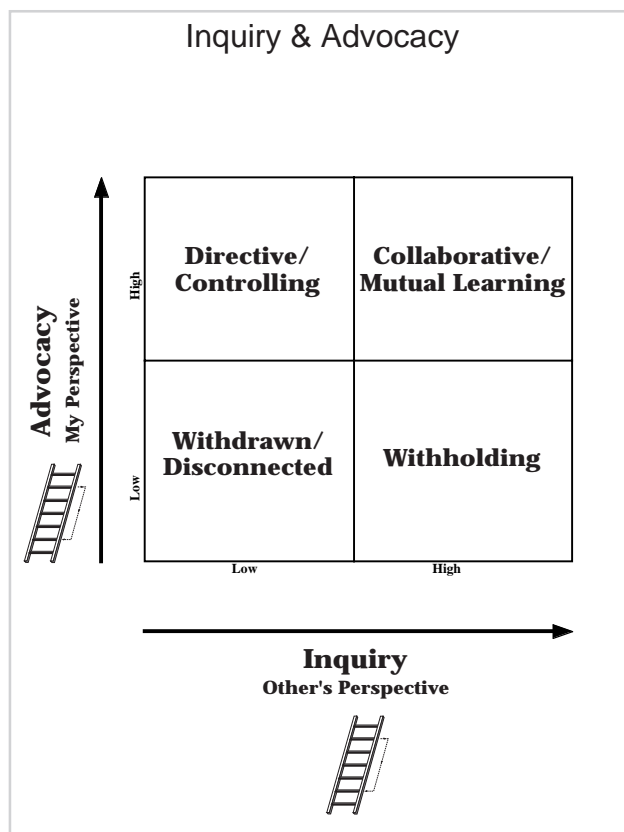 Inquiry & Advocacy
Directive/
Controlling
Collaborative/
Mutual Learning
High
Advocacy
My Perspective
Withdrawn/
Disconnected
Withholding
Low
Low
High
Inquiry
Other's Perspective